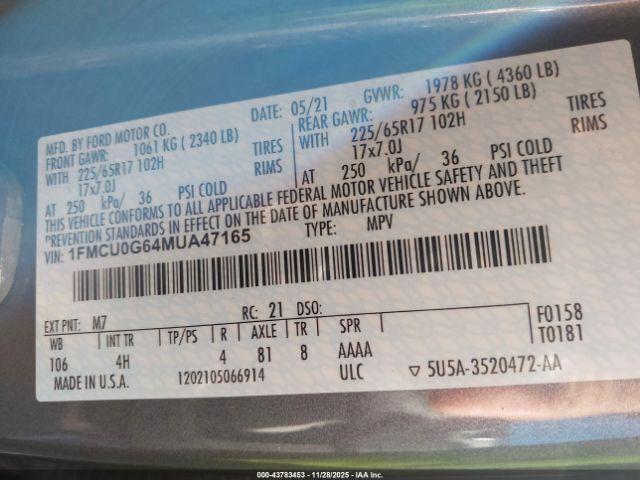 MFD. BY FORD MOTOR CO.
DATE: 05/21 GVWR: 1978 KG ( 4360 LB)
FRONT GAWR: 1061 KG ( 2340 LB) REAR GAWR: 975 KG ( 2150 LB)
WITH 225/65R17 102H TIRES WITH 225/65R17 102H TIRES
17x7.0J RIMS 17x7.0J RIMS
AT 250 kPa/ 36 PSI COLD AT 250 kPa/ 36 PSI COLD
THIS VEHICLE CONFORMS TO ALL APPLICABLE FEDERAL MOTOR VEHICLE SAFETY AND THEFT
PREVENTION STANDARDS IN EFFECT ON THE DATE OF MANUFACTURE SHOWN ABOVE.
VIN: 1FMCU0G64MUA47165 TYPE: MPV
EXT PNT: M7 RC: 21 DSO:
WB INT TR TP/PS R AXLE TR SPR F0158
106 4H 4 81 8 AAAA T0181
MADE IN U.S.A. 1202105066914 ULC ▽ 5U5A-3520472-AA
000-43783453 | 11/28/2025 - IAA Inc.